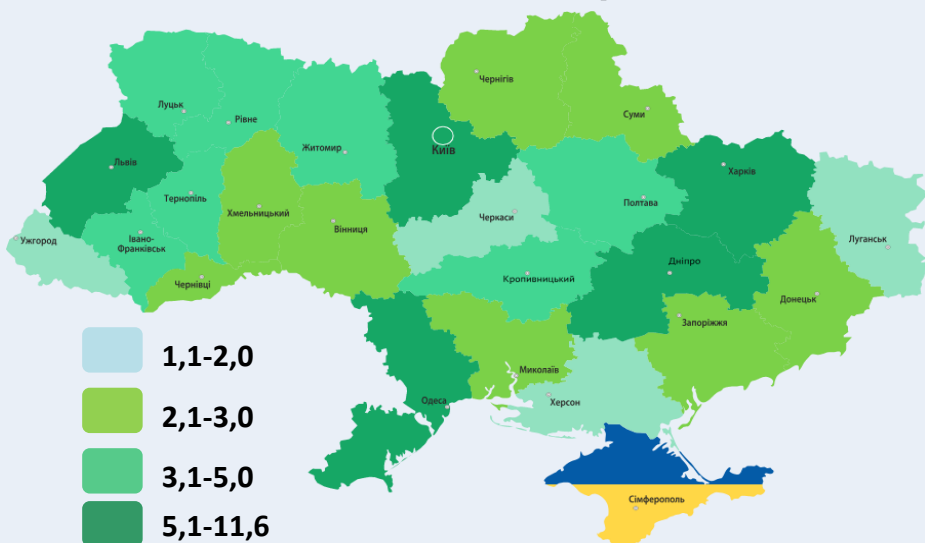 Чернігів
Луцьк
Рівне
Суми
Київ
Житомир
Львів
Харків
Тернопіль
Полтава
Хмельницький
Черкаси
Вінниця
Івано-
Франківськ
Ужгород
Луганськ
Дніпро
Кропивницький
Чернівці
Донецьк
Запоріжжя
Миколаїв
Одеса
Херсон
Сімферополь
1,1-2,0
2,1-3,0
3,1-5,0
5,1-11,6